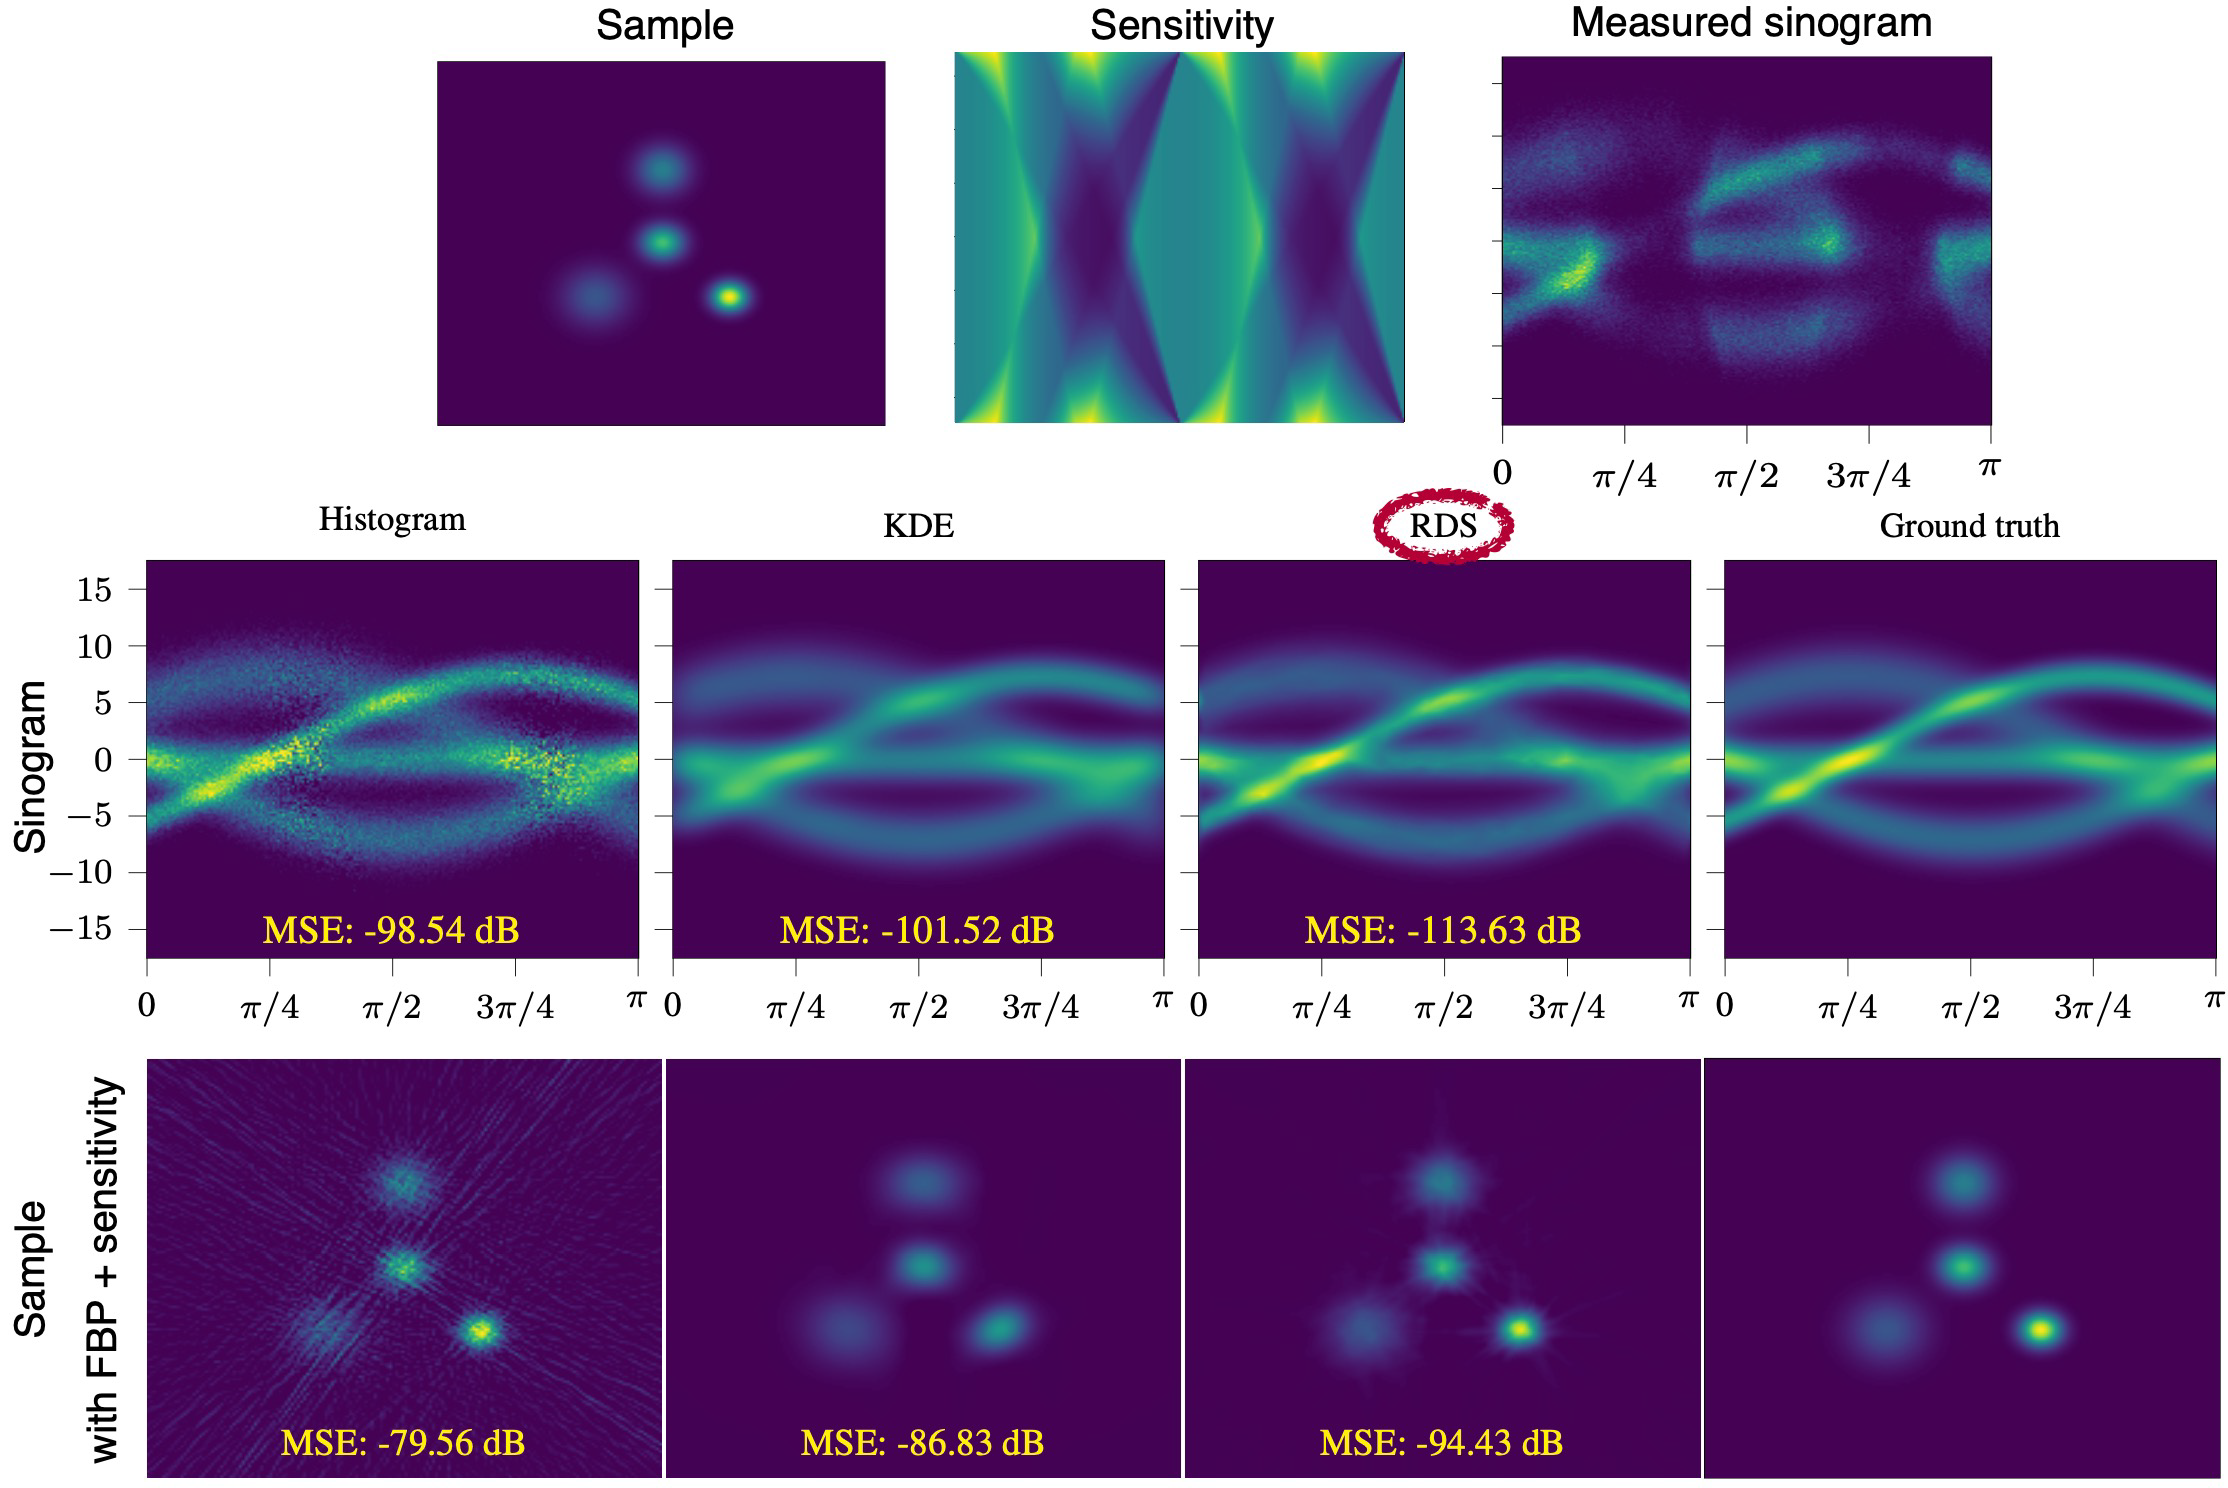 Sample
Sensitivity
Measured sinogram
0
π/4
π/2
3π/4
π
Histogram
KDE
RDS
Ground truth
Sinogram
15
10
5
0
−5
−10
−15
MSE: -98.54 dB
MSE: -101.52 dB
MSE: -113.63 dB
0
π/4
π/2
3π/4
π
0
π/4
π/2
3π/4
π
0
π/4
π/2
3π/4
π
0
π/4
π/2
3π/4
π
Sample
with FBP + sensitivity
MSE: -79.56 dB
MSE: -86.83 dB
MSE: -94.43 dB